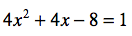 4x² + 4x − 8 = 1